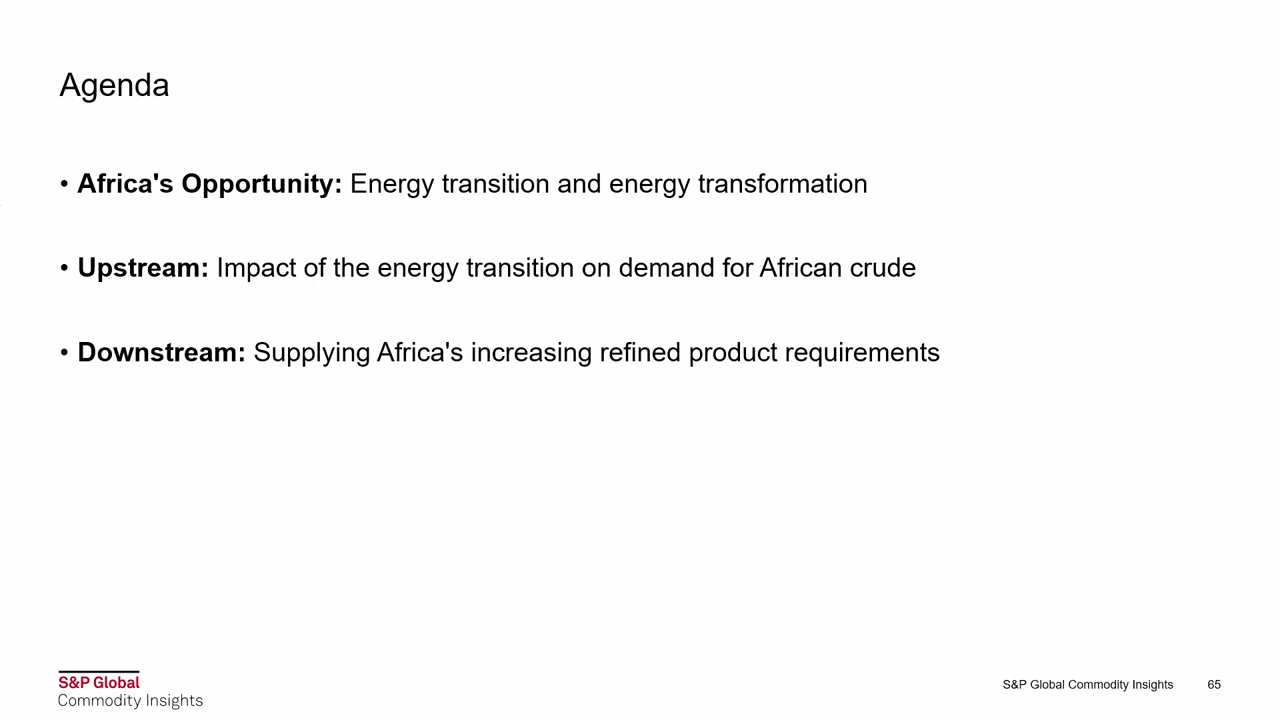 Agenda
• Africa's Opportunity: Energy transition and energy transformation
• Upstream: Impact of the energy transition on demand for African crude
• Downstream: Supplying Africa's increasing refined product requirements
S&P Global
Commodity Insights
S&P Global Commodity Insights 65